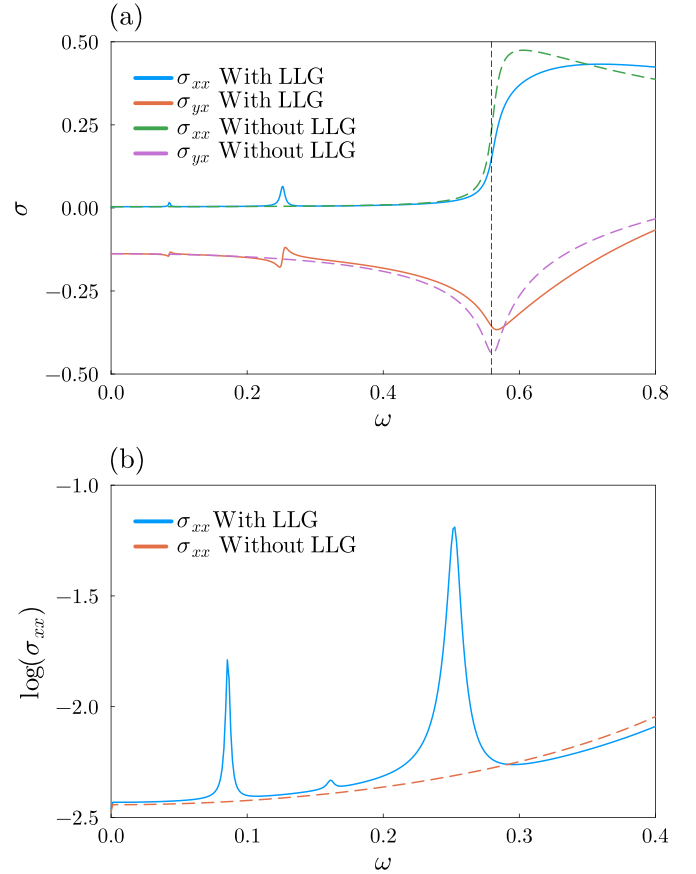 (a)
0.50
σxx With LLG
σyx With LLG
σxx Without LLG
σyx Without LLG
0.25
σ
0.00
−0.25
−0.50
0.0 0.2 0.4 0.6 0.8
ω
(b)
−1.0
σxx With LLG
σxx Without LLG
−1.5
log(σxx)
−2.0
−2.5
0.0 0.1 0.2 0.3 0.4
ω